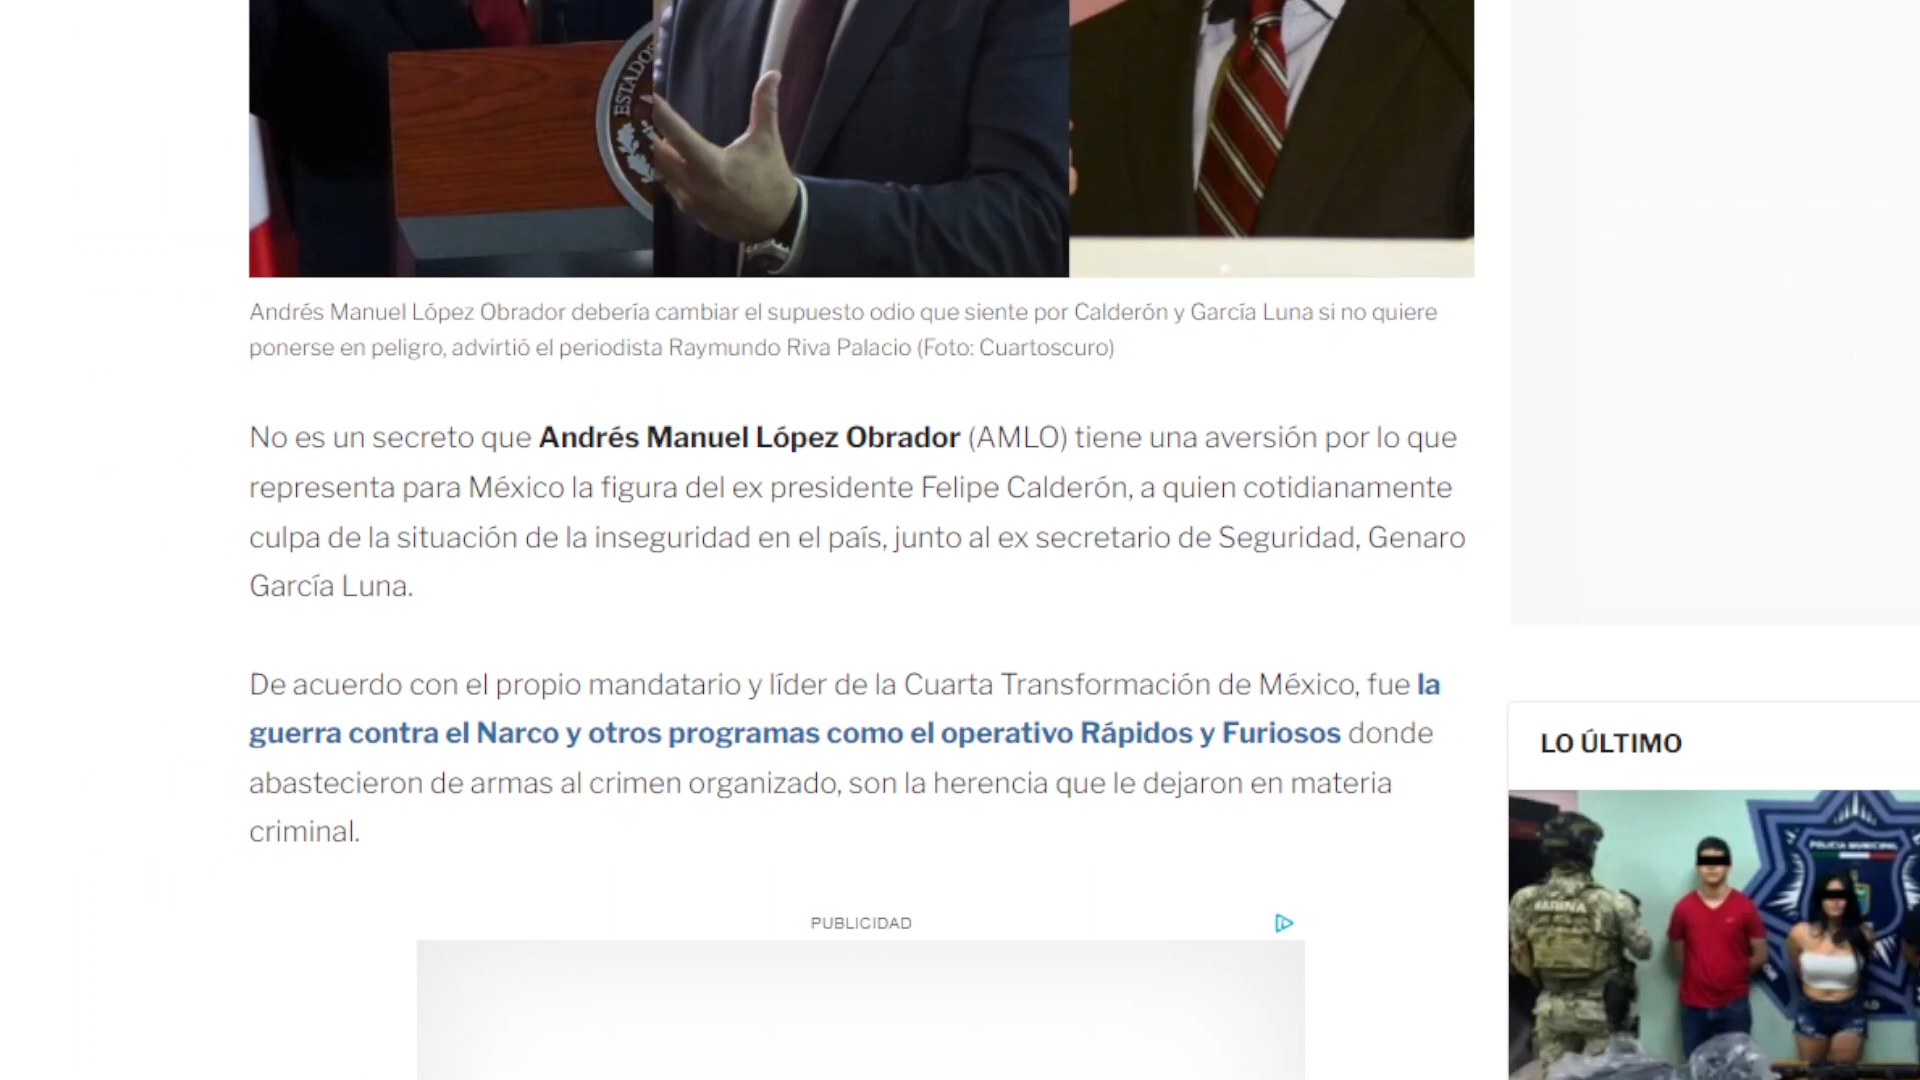 ESTADOS
Andrés Manuel López Obrador debería cambiar el supuesto odio que siente por Calderón y García Luna si no quiere
ponerse en peligro, advirtió el periodista Raymundo Riva Palacio (Foto: Cuartoscuro)
No es un secreto que Andrés Manuel López Obrador (AMLO) tiene una aversión por lo que
representa para México la figura del ex presidente Felipe Calderón, a quien cotidianamente
culpa de la situación de la inseguridad en el país, junto al ex secretario de Seguridad, Genaro
García Luna.
De acuerdo con el propio mandatario y líder de la Cuarta Transformación de México, fue la
guerra contra el Narco y otros programas como el operativo Rápidos y Furiosos donde
abastecieron de armas al crimen organizado, son la herencia que le dejaron en materia
criminal.
PUBLICIDAD
LO ÚLTIMO
POLICIA MUNICIPAL
MARINA